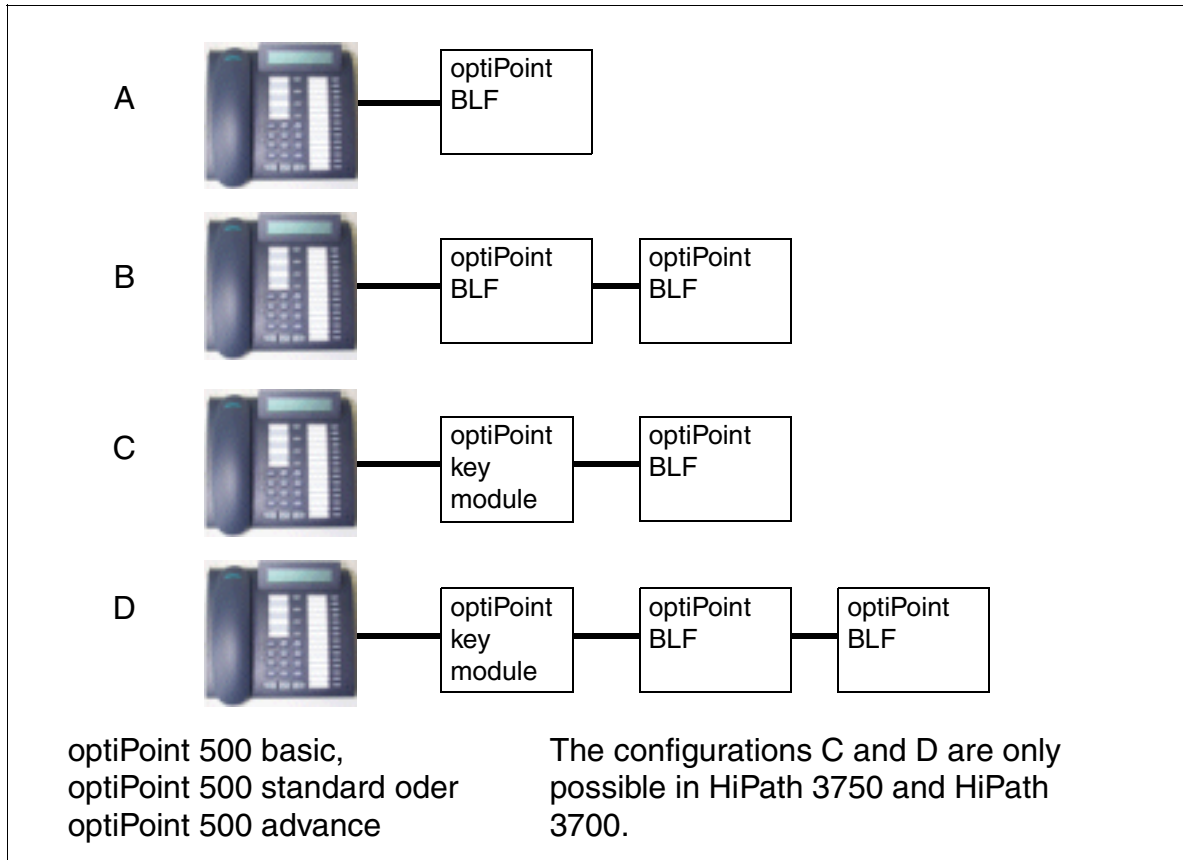 A
optiPoint
BLF
B
optiPoint
BLF
optiPoint
BLF
C
optiPoint
key
module
optiPoint
BLF
D
optiPoint
key
module
optiPoint
BLF
optiPoint
BLF
optiPoint 500 basic,
optiPoint 500 standard oder
optiPoint 500 advance
The configurations C and D are only
possible in HiPath 3750 and HiPath
3700.